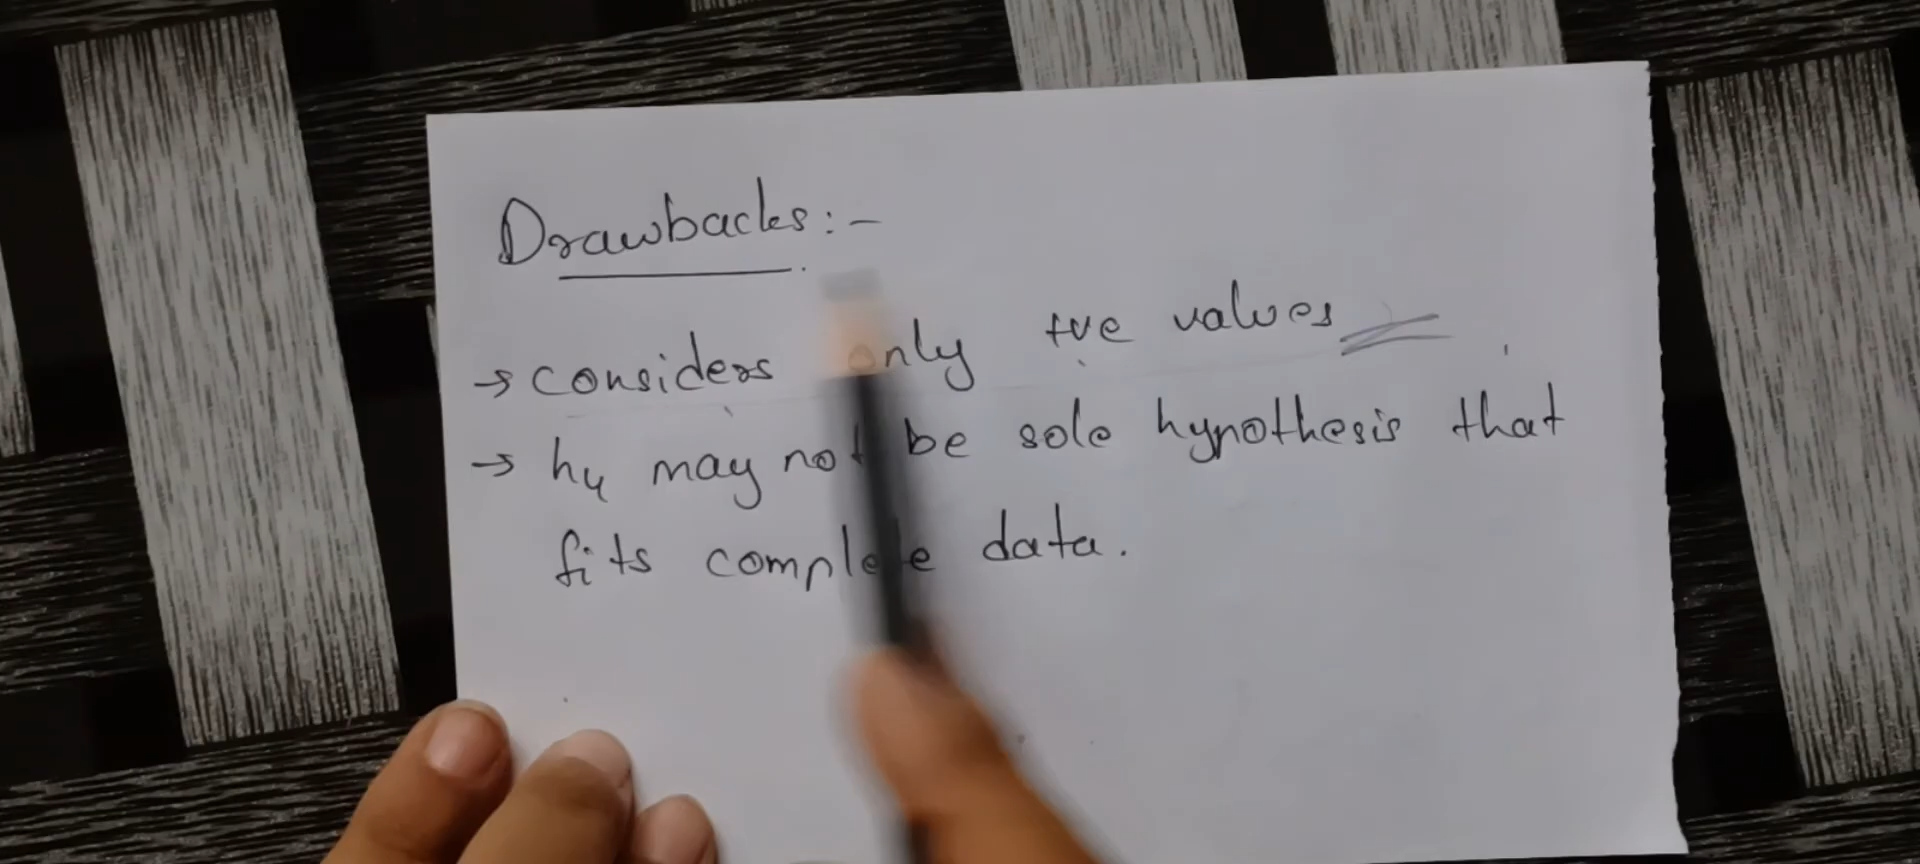 Drawbacks :-
→ considers only +ve values
→ h4 may not be sole hypothesis that
fits complete data.